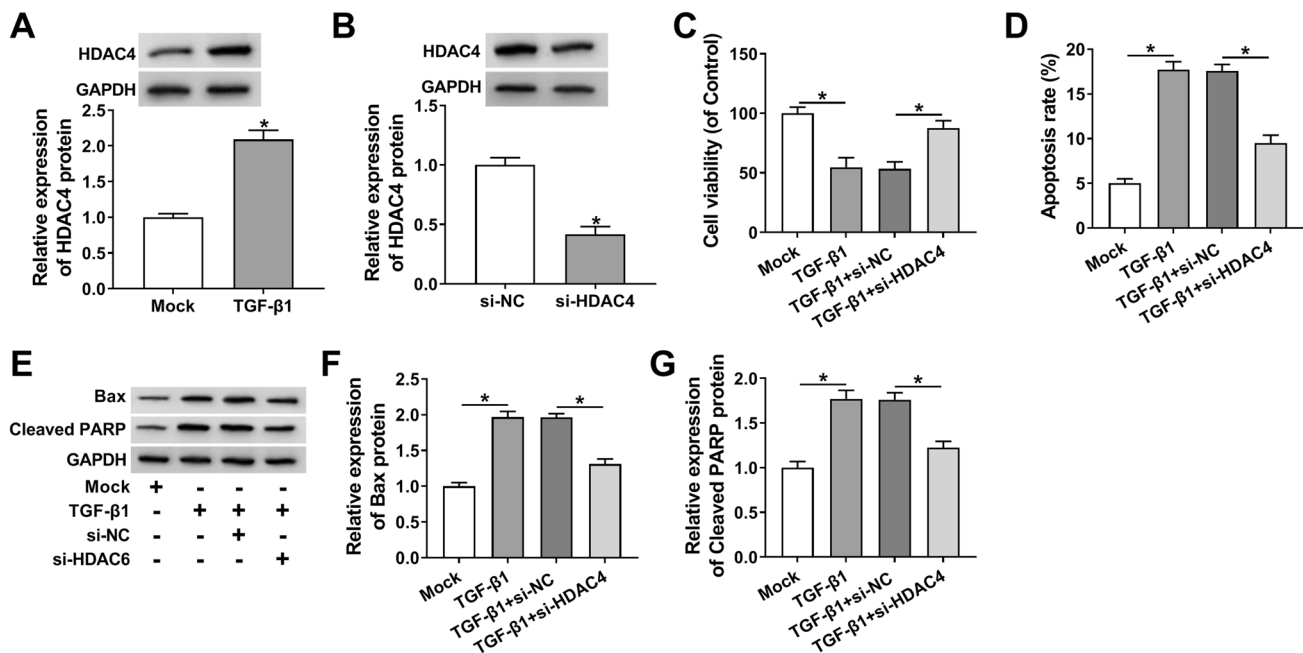 A
HDAC4
GAPDH
Relative expression
of HDAC4 protein
2.5
2.0
1.5
1.0
0.5
0.0
*
Mock
TGF-β1
B
HDAC4
GAPDH
Relative expression
of HDAC4 protein
1.5
1.0
0.5
0.0
*
si-NC
si-HDAC4
C
Cell viability (of Control)
150
100
50
0
*
*
Mock
TGF-β1
TGF-β1+si-NC
TGF-β1+si-HDAC4
D
Apoptosis rate (%)
20
15
10
5
0
*
*
Mock
TGF-β1
TGF-β1+si-NC
TGF-β1+si-HDAC4
E
Bax
Cleaved PARP
GAPDH
Mock + - - -
TGF-β1 - + + +
si-NC - - + -
si-HDAC6 - - - +
F
Relative expression
of Bax protein
2.5
2.0
1.5
1.0
0.5
0.0
*
*
Mock
TGF-β1
TGF-β1+si-NC
TGF-β1+si-HDAC4
G
Relative expression
of Cleaved PARP protein
2.0
1.5
1.0
0.5
0.0
*
*
Mock
TGF-β1
TGF-β1+si-NC
TGF-β1+si-HDAC4